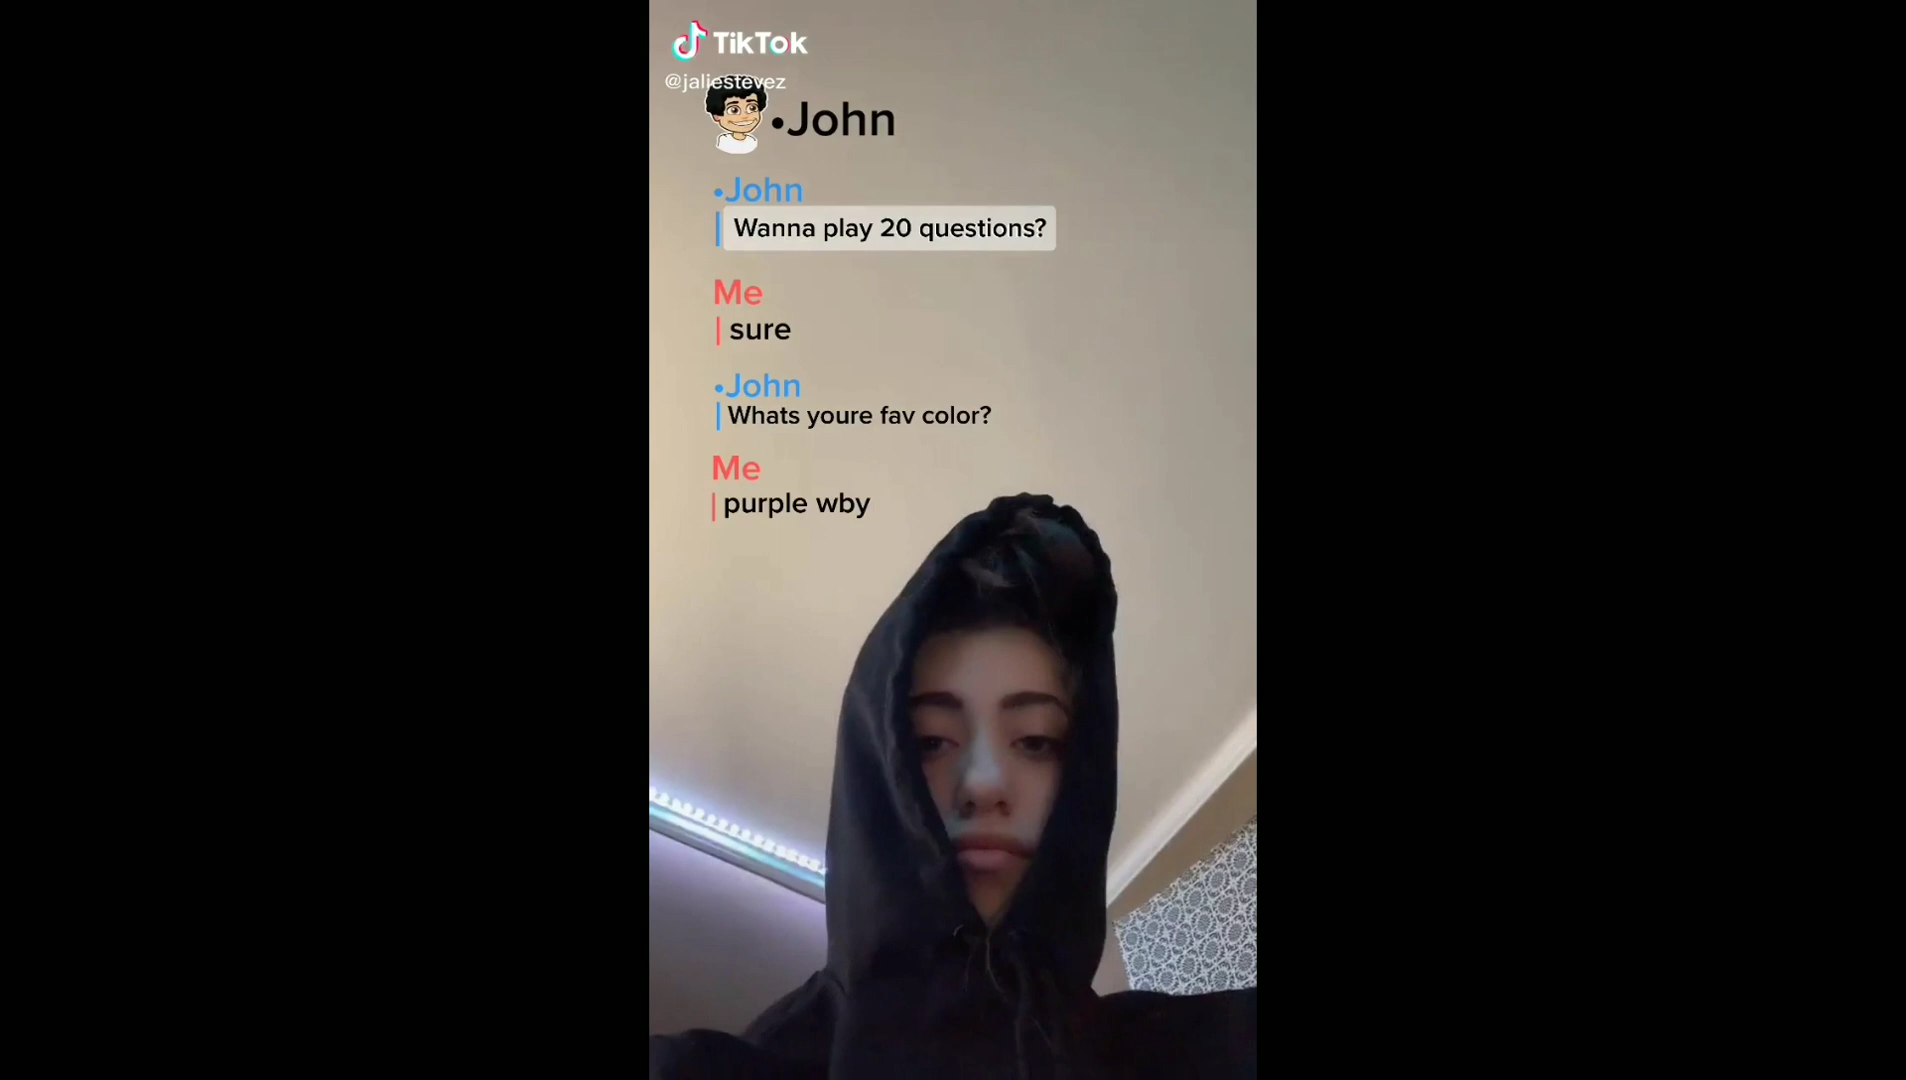 TikTok
@jaliestevez
•John
•John
Wanna play 20 questions?
Me
sure
•John
Whats youre fav color?
Me
purple wby